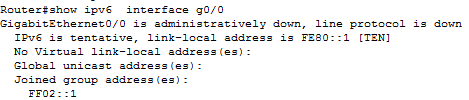 Router#show ipv6  interface g0/0
GigabitEthernet0/0 is administratively down, line protocol is down
  IPv6 is tentative, link-local address is FE80::1 [TEN]
  No Virtual link-local address(es):
  Global unicast address(es):
  Joined group address(es):
    FF02::1